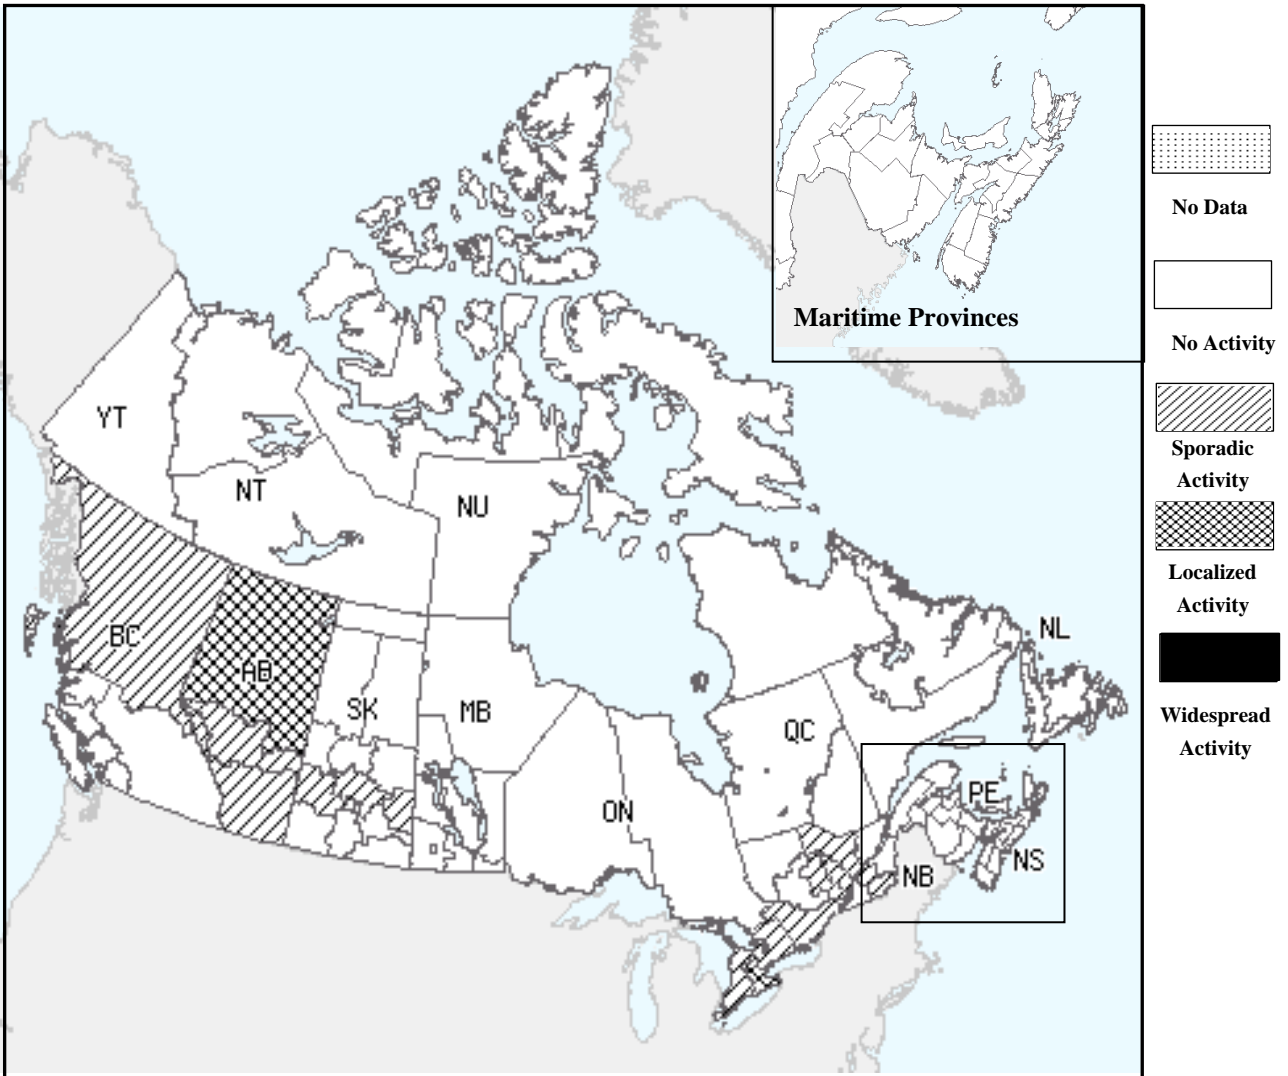 Maritime Provinces
YT
NT
NU
BC
AB
SK
MB
ON
QC
NL
PE
NB
NS
No Data
No Activity
Sporadic
Activity
Localized
Activity
Widespread
Activity